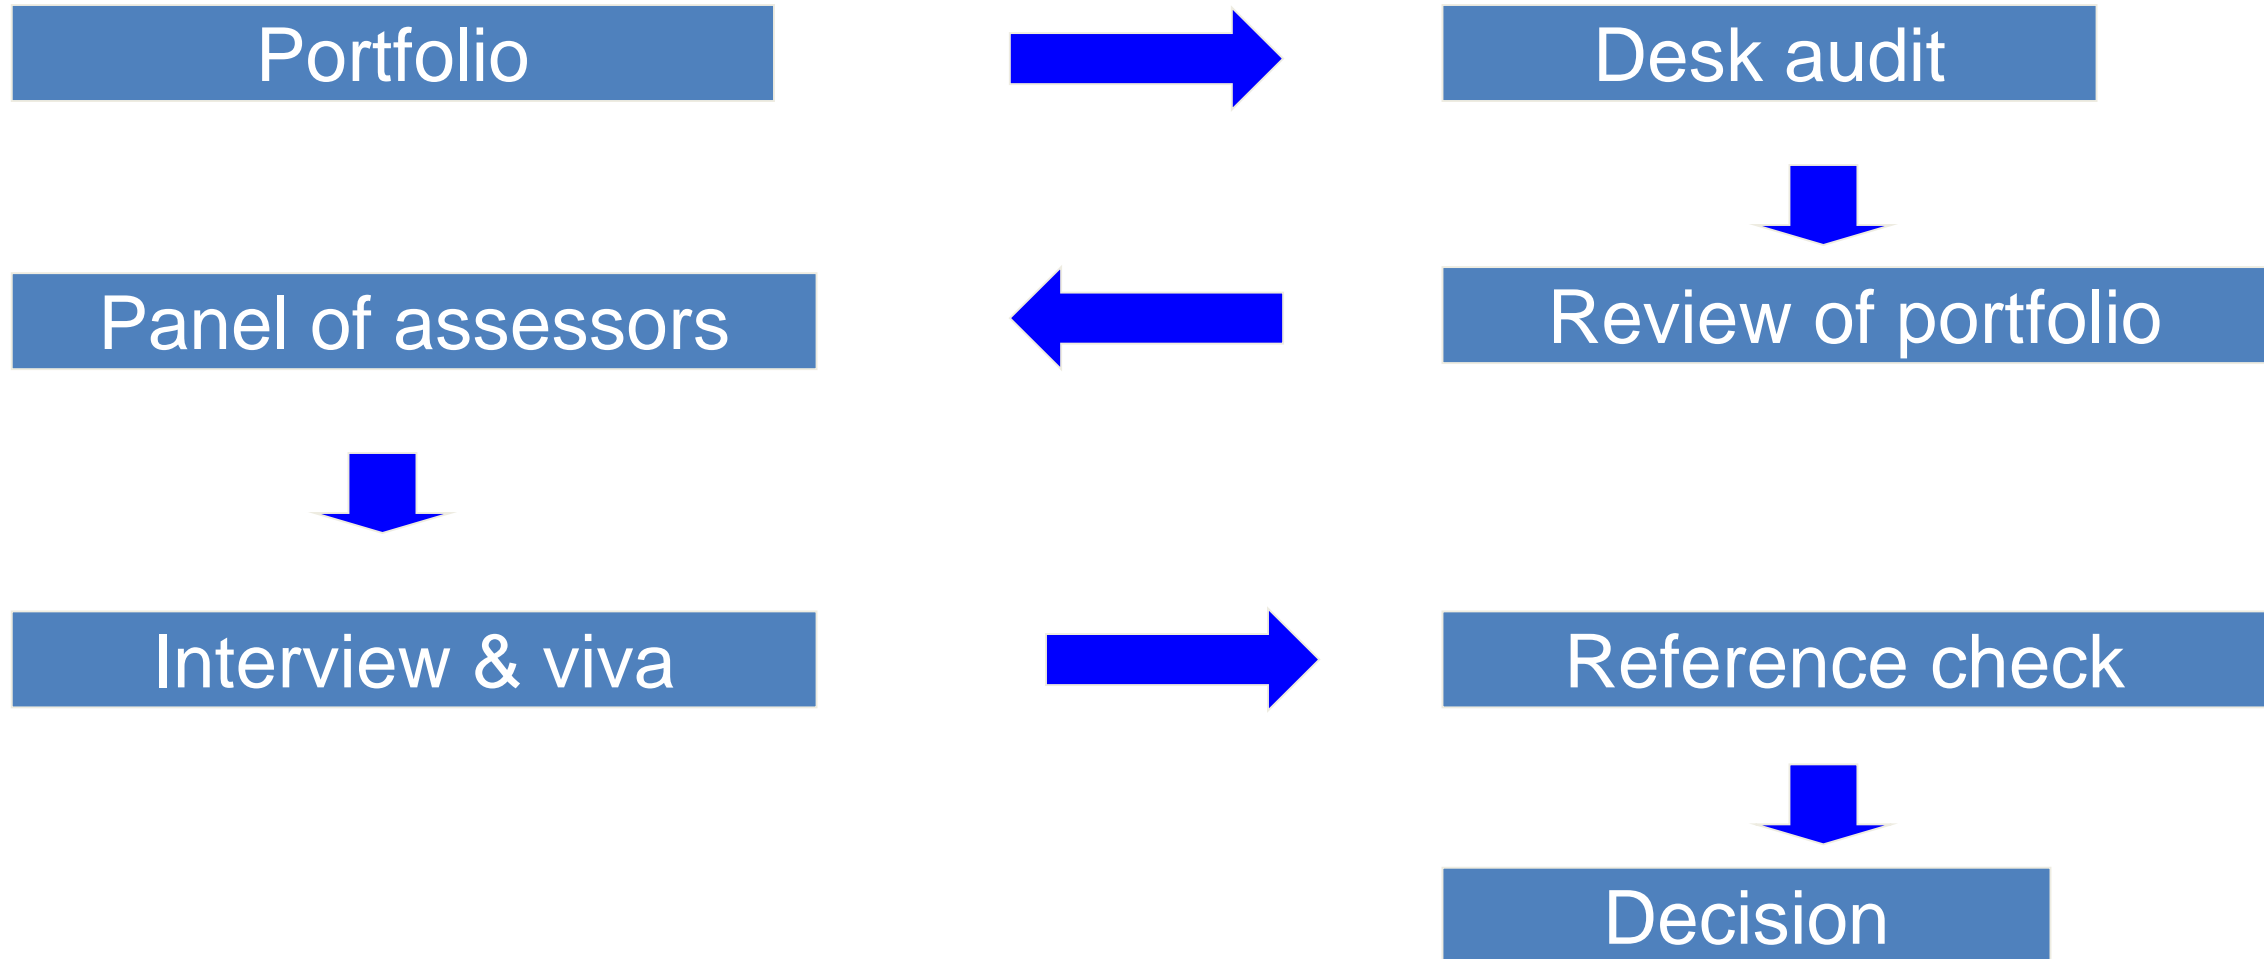 Portfolio
Desk audit
Review of portfolio
Panel of assessors
Interview & viva
Reference check
Decision